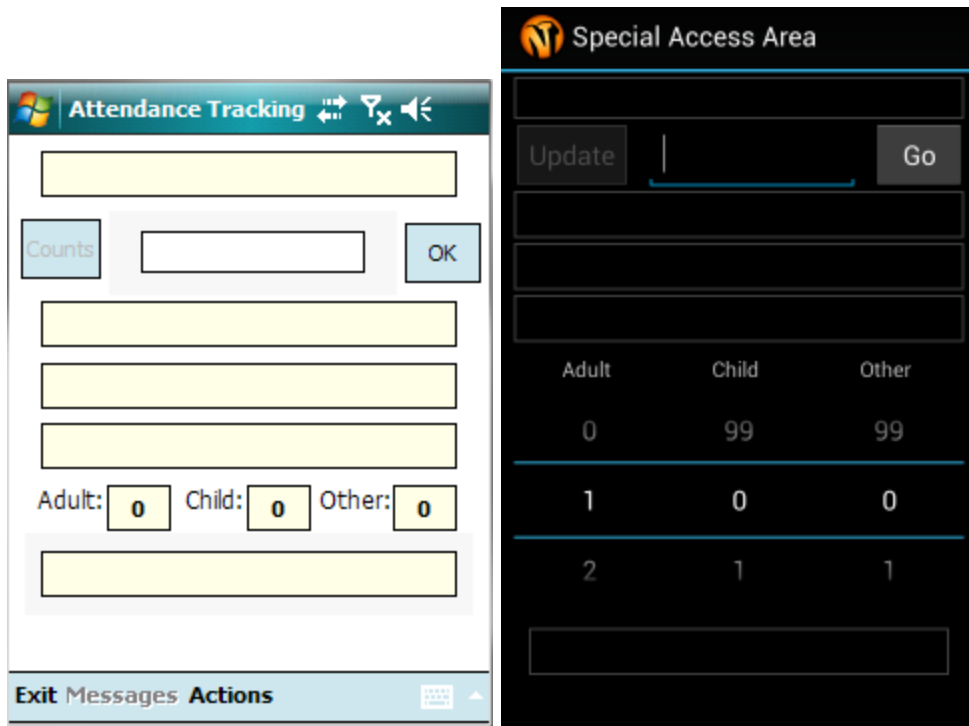 Attendance Tracking
Counts
OK
Adult: 0 Child: 0 Other: 0
Exit Messages Actions
Special Access Area
Update
Go
Adult Child Other
0 99 99
1 0 0
2 1 1